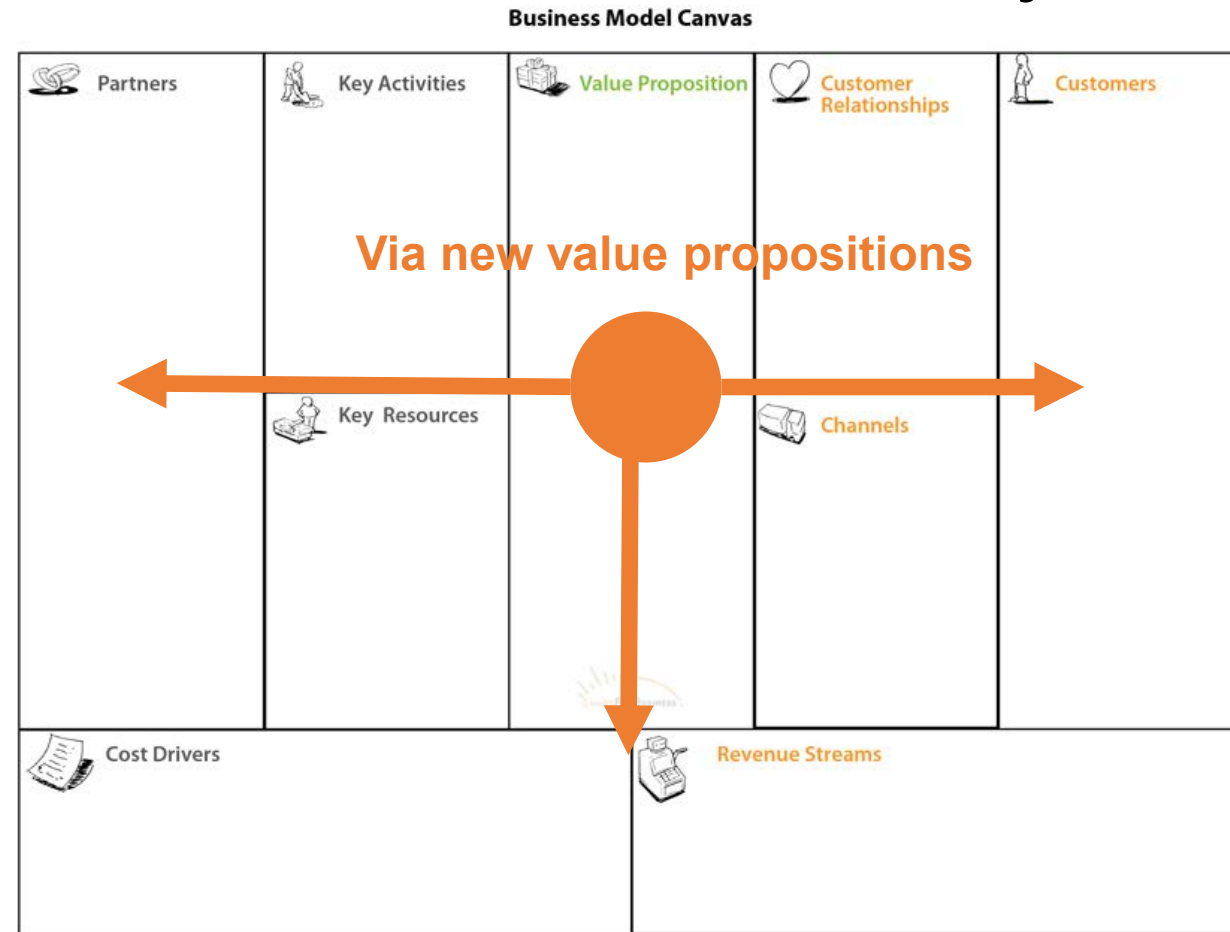 Business Model Canvas
Partners
Key Activities
Value Proposition
Customer
Relationships
Customers
Via new value propositions
Key Resources
Channels
Cost Drivers
Revenue Streams